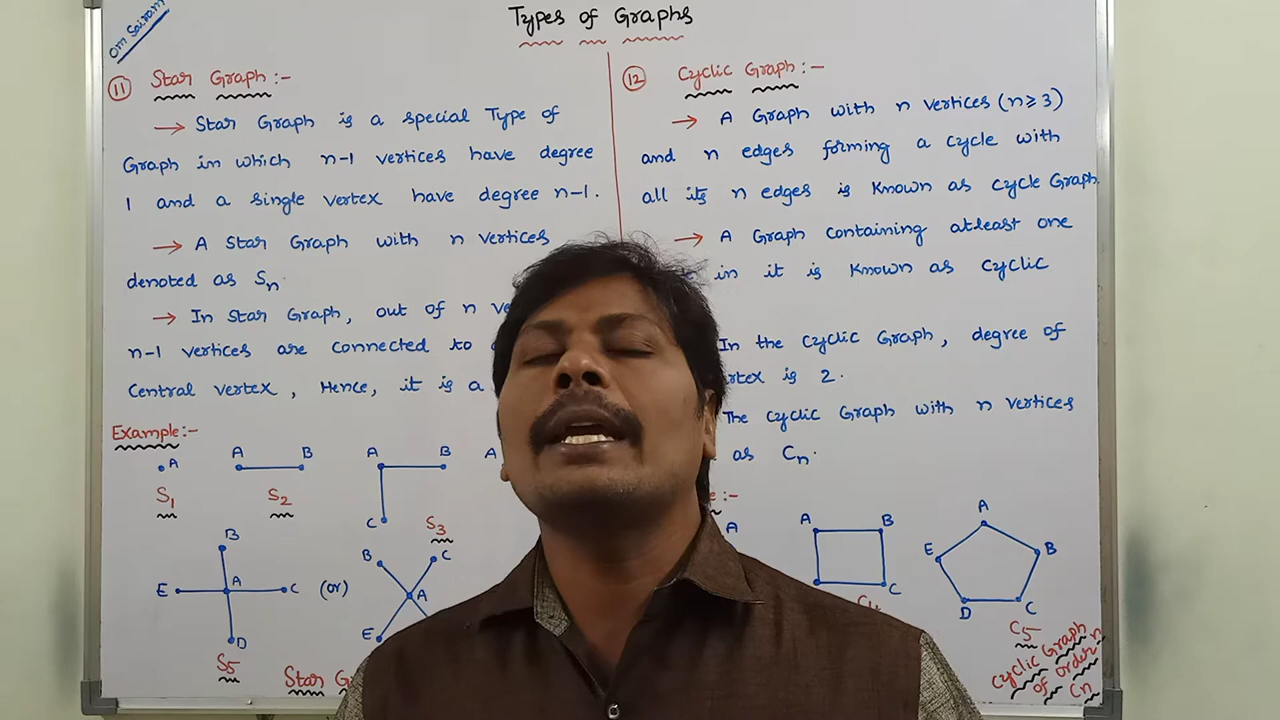 Om Sairam
Types of Graphs
11 Star Graph :-
→ Star Graph is a special Type of
Graph in which n-1 vertices have degree
1 and a single vertex have degree n-1.
→ A Star Graph with n vertices
denoted as Sn.
→ In Star Graph, out of n
n-1 vertices are connected to
Central vertex, Hence, it is a
Example :-
A
A B
A B
A
S1
S2
C
S3
B
E A C (or)
D
S5
B C
A
E
Star
12 Cyclic Graph :-
→ A Graph with n vertices (n≥3)
and n edges forming a cycle with
all its n edges is known as cycle Graph.
→ A Graph containing atleast one
in it is known as cyclic
In the cyclic Graph, degree of
is 2.
The cyclic Graph with n vertices
as Cn.
:-
A
A B
C
C4
A
E B
D C
C5
Cyclic Graph
of order n
Cn